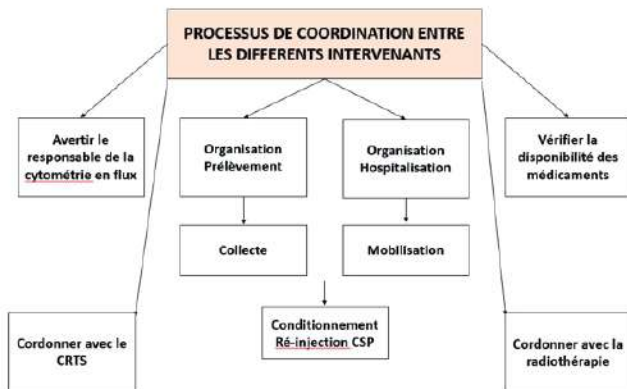 PROCESSUS DE COORDINATION ENTRE
LES DIFFERENTS INTERVENANTS
Avertir le
responsable de la
cytométrie en flux
Organisation
Prélèvement
Organisation
Hospitalisation
Vérifier la
disponibilité des
médicaments
Collecte
Mobilisation
Cordonner avec le
CRTS
Conditionnement
Ré-injection CSP
Cordonner avec la
radiothérapie